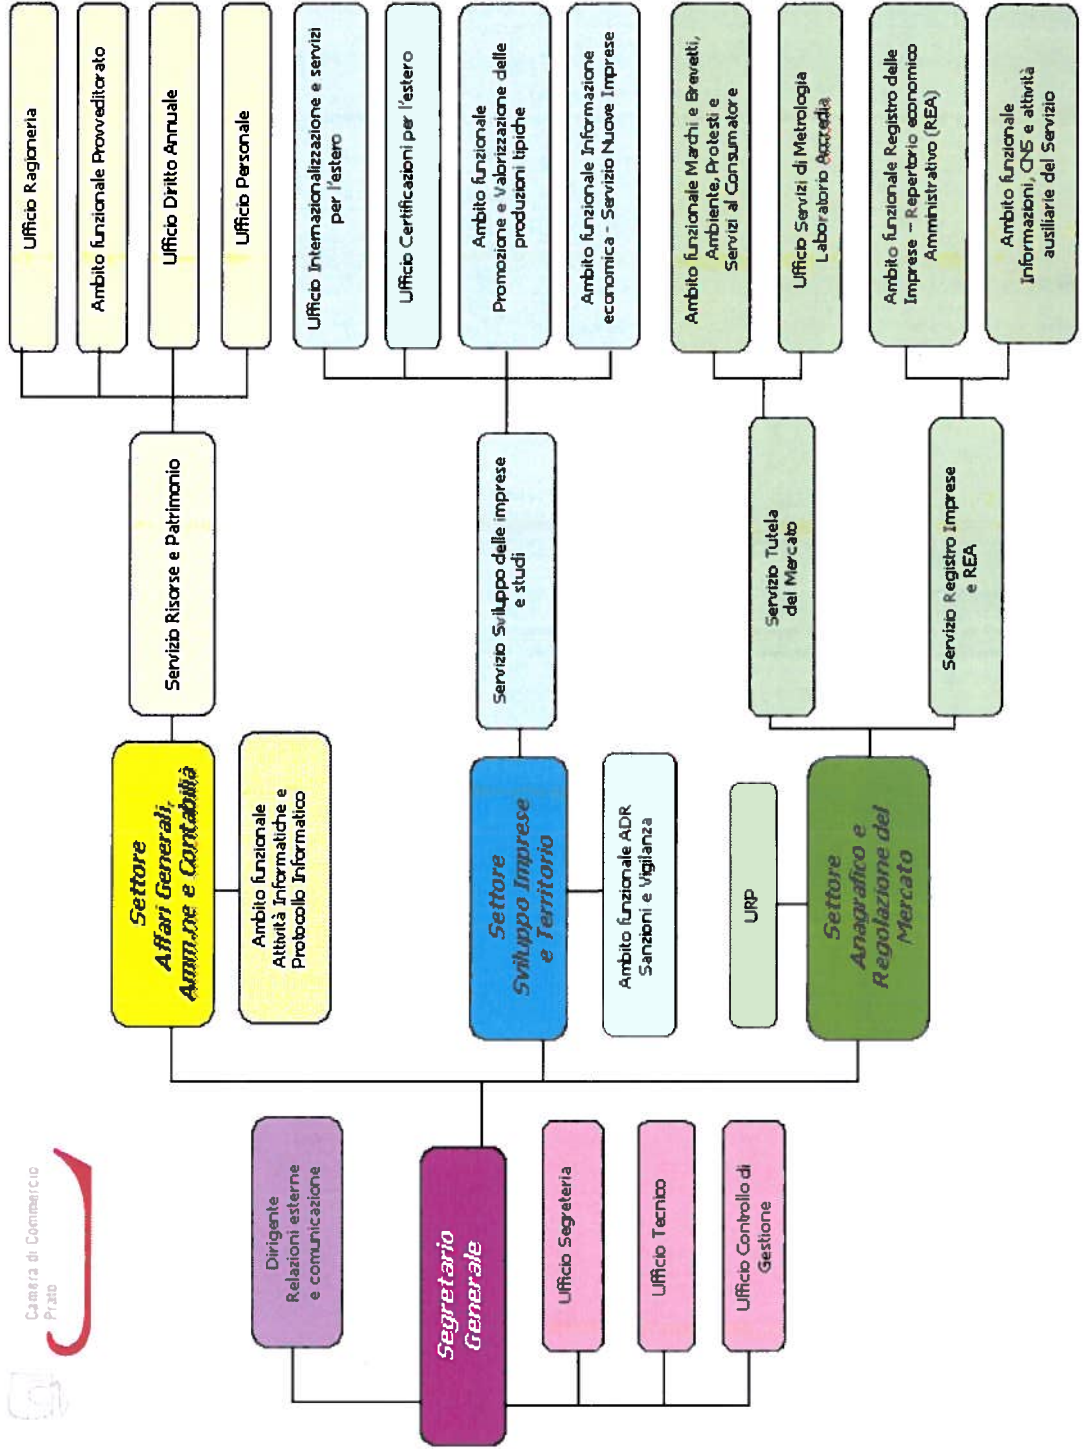 Camera di Commercio
Prato
Dirigente
Relazioni esterne
e comunicazione
Segretario
Generale
Ufficio Segreteria
Ufficio Tecnico
Ufficio Controllo di
Gestione
Settore
Affari Generali,
Amm.ne e Contabilià
Ambito funzionale
Attività Informatiche e
Protocollo Informatico
Servizio Risorse e Patrimonio
Ufficio Ragioneria
Ambito funzionale Provveditorato
Ufficio Diritto Annuale
Ufficio Personale
Settore
Sviluppo Imprese
e Territorio
Ambito funzionale ADR
Sanzioni e Vigilanza
Servizio Sviluppo delle imprese
e studi
Ufficio Internazionalizzazione e servizi
per l'estero
Ufficio Certificazioni per l'estero
Ambito funzionale
Promozione e Valorizzazione delle
produzioni tipiche
Ambito funzionale Informazione
economica - Servizio Nuove Imprese
URP
Settore
Anagrafico e
Regolazione del
Mercato
Servizio Tutela
del Mercato
Ambito funzionale Marchi e Brevetti,
Ambiente, Protesti e
Servizi al Consumatore
Ufficio Servizi di Metrologia
Laboratorio Accredia
Servizio Registro Imprese
e REA
Ambito funzionale Registro delle
Imprese – Repertorio economico
Amministrativo (REA)
Ambito funzionale
Informazioni, CNS e attività
ausiliarie del Servizio